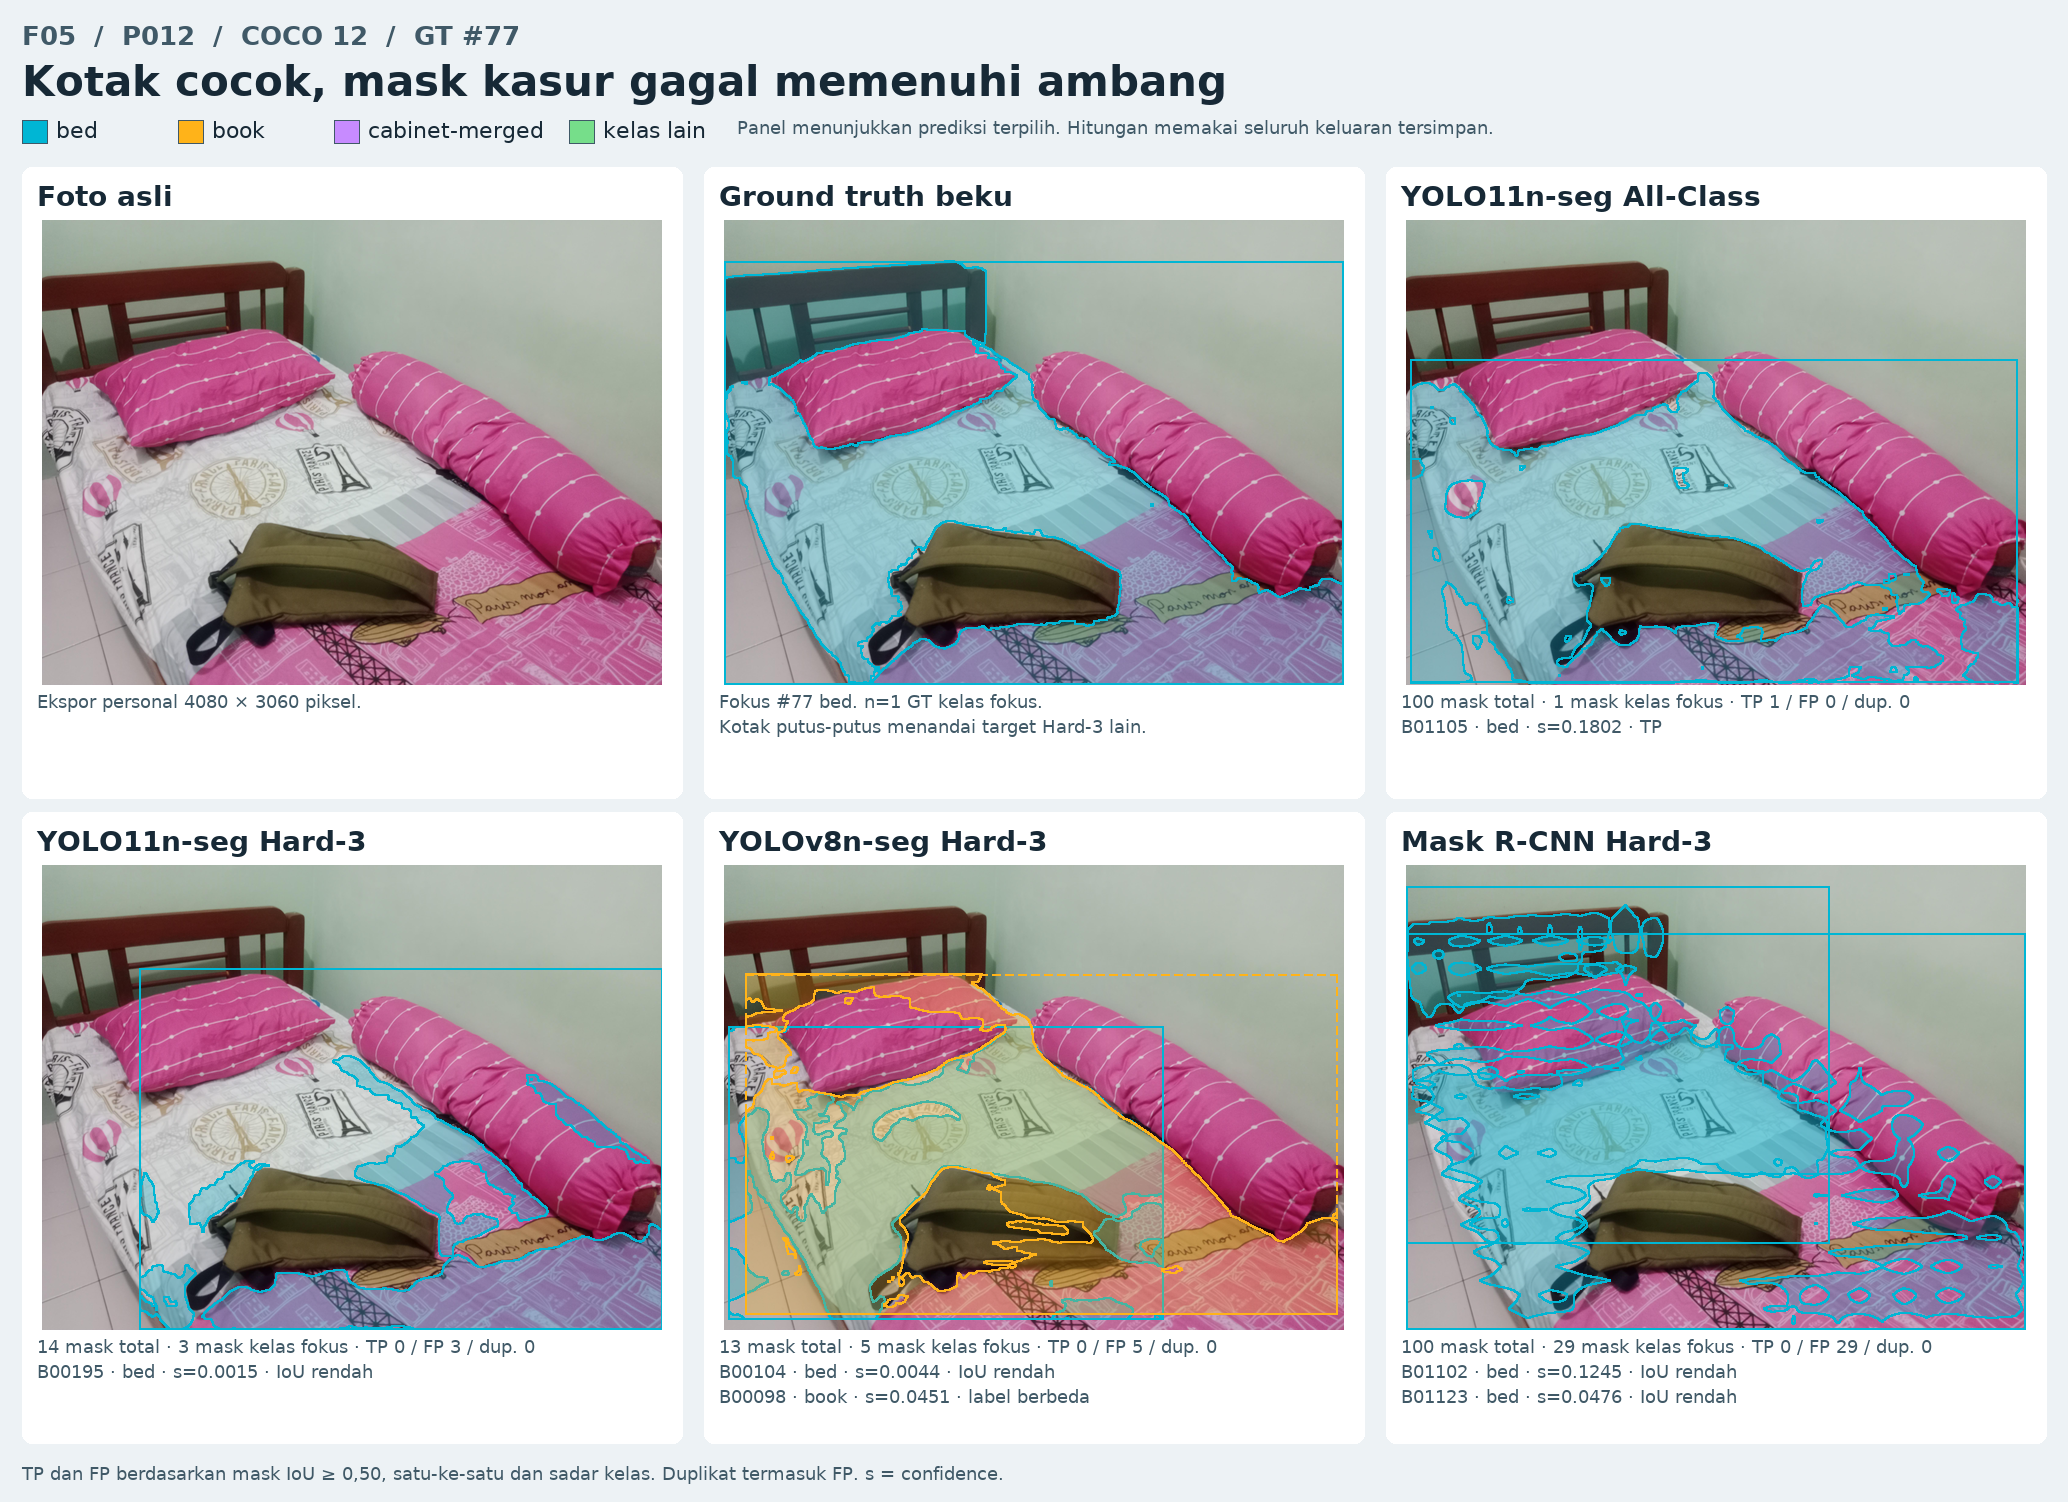 F05 / P012 / COCO 12 / GT #77
Kotak cocok, mask kasur gagal memenuhi ambang
bed
book
cabinet-merged
kelas lain
Panel menunjukkan prediksi terpilih. Hitungan memakai seluruh keluaran tersimpan.
Foto asli
Ekspor personal 4080 × 3060 piksel.
Ground truth beku
Fokus #77 bed. n=1 GT kelas fokus.
Kotak putus-putus menandai target Hard-3 lain.
YOLO11n-seg All-Class
100 mask total · 1 mask kelas fokus · TP 1 / FP 0 / dup. 0
B01105 · bed · s=0.1802 · TP
YOLO11n-seg Hard-3
14 mask total · 3 mask kelas fokus · TP 0 / FP 3 / dup. 0
B00195 · bed · s=0.0015 · IoU rendah
YOLOv8n-seg Hard-3
13 mask total · 5 mask kelas fokus · TP 0 / FP 5 / dup. 0
B00104 · bed · s=0.0044 · IoU rendah
B00098 · book · s=0.0451 · label berbeda
Mask R-CNN Hard-3
100 mask total · 29 mask kelas fokus · TP 0 / FP 29 / dup. 0
B01102 · bed · s=0.1245 · IoU rendah
B01123 · bed · s=0.0476 · IoU rendah
TP dan FP berdasarkan mask IoU ≥ 0,50, satu-ke-satu dan sadar kelas. Duplikat termasuk FP. s = confidence.